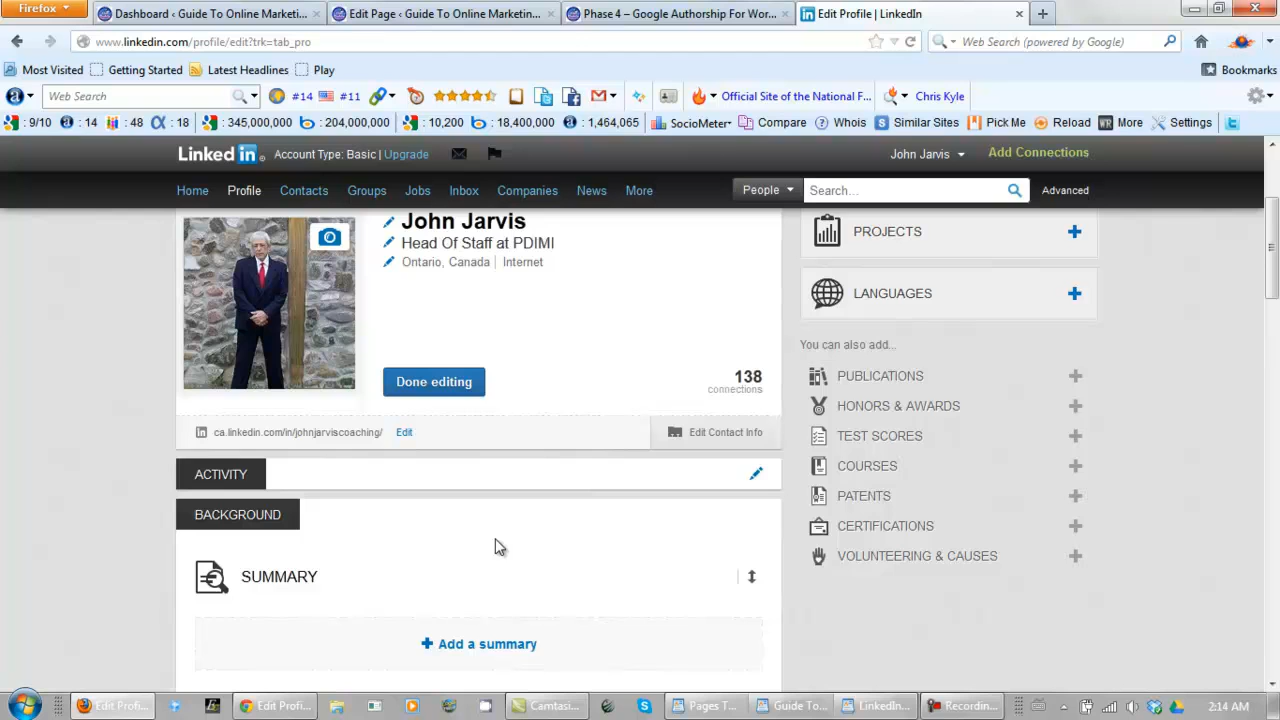 Firefox
Dashboard ‹ Guide To Online Marketi...
Edit Page ‹ Guide To Online Marketin...
Phase 4 – Google Authorship For Wor...
Edit Profile | LinkedIn
www.linkedin.com/profile/edit?trk=tab_pro
Web Search (powered by Google)
Most Visited
Getting Started
Latest Headlines
Play
Bookmarks
Web Search
#14
#11
Official Site of the National F...
Chris Kyle
: 9/10
: 14
: 48
: 18
: 345,000,000
: 204,000,000
: 10,200
: 18,400,000
: 1,464,065
SocioMeter
Compare
Whois
Similar Sites
Pick Me
Reload
More
Settings
Linked in
Account Type: Basic | Upgrade
John Jarvis
Add Connections
Home
Profile
Contacts
Groups
Jobs
Inbox
Companies
News
More
People
Search...
Advanced
John Jarvis
Head Of Staff at PDIMI
Ontario, Canada | Internet
Done editing
138
connections
ca.linkedin.com/in/johnjarviscoaching/
Edit
Edit Contact Info
ACTIVITY
BACKGROUND
SUMMARY
Add a summary
PROJECTS
LANGUAGES
You can also add...
PUBLICATIONS
HONORS & AWARDS
TEST SCORES
COURSES
PATENTS
CERTIFICATIONS
VOLUNTEERING & CAUSES
Edit Profi...
Edit Profi...
Camtasi...
Pages T...
Guide To...
LinkedIn...
Recordin...
2:14 AM